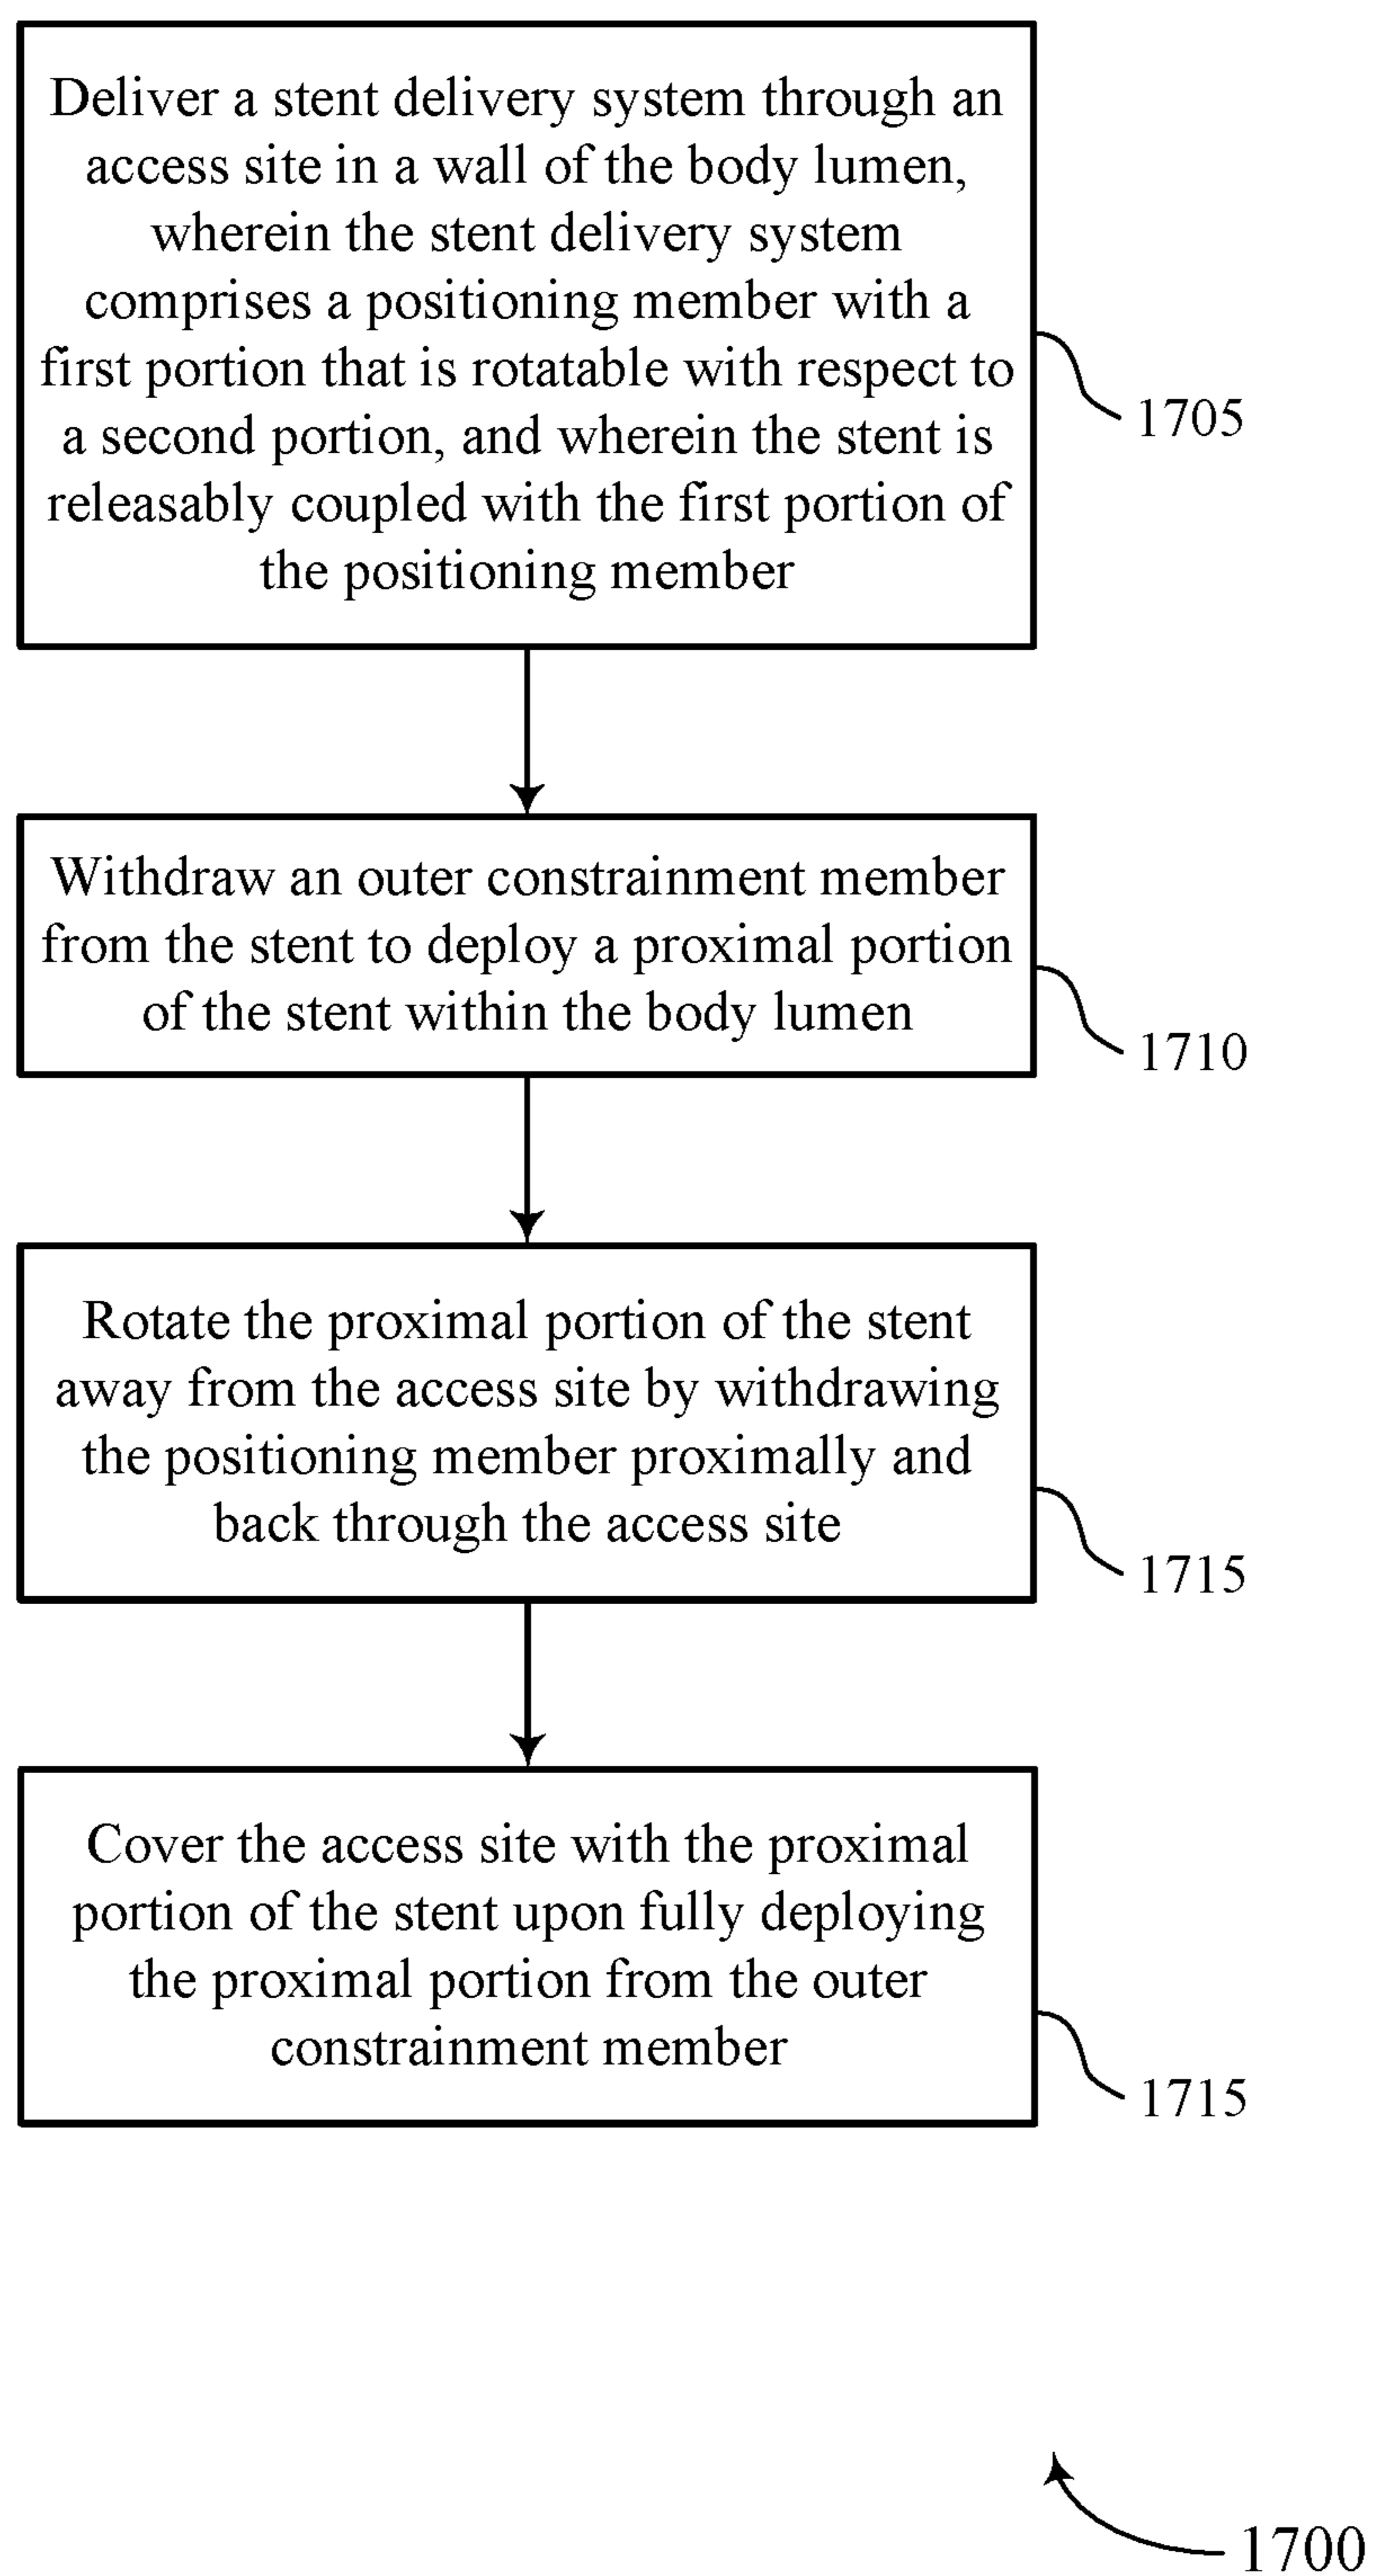 Deliver a stent delivery system through an
access site in a wall of the body lumen,
wherein the stent delivery system
comprises a positioning member with a
first portion that is rotatable with respect to
a second portion, and wherein the stent is
releasably coupled with the first portion of
the positioning member
1705
Withdraw an outer constrainment member
from the stent to deploy a proximal portion
of the stent within the body lumen
1710
Rotate the proximal portion of the stent
away from the access site by withdrawing
the positioning member proximally and
back through the access site
1715
Cover the access site with the proximal
portion of the stent upon fully deploying
the proximal portion from the outer
constrainment member
1715
1700